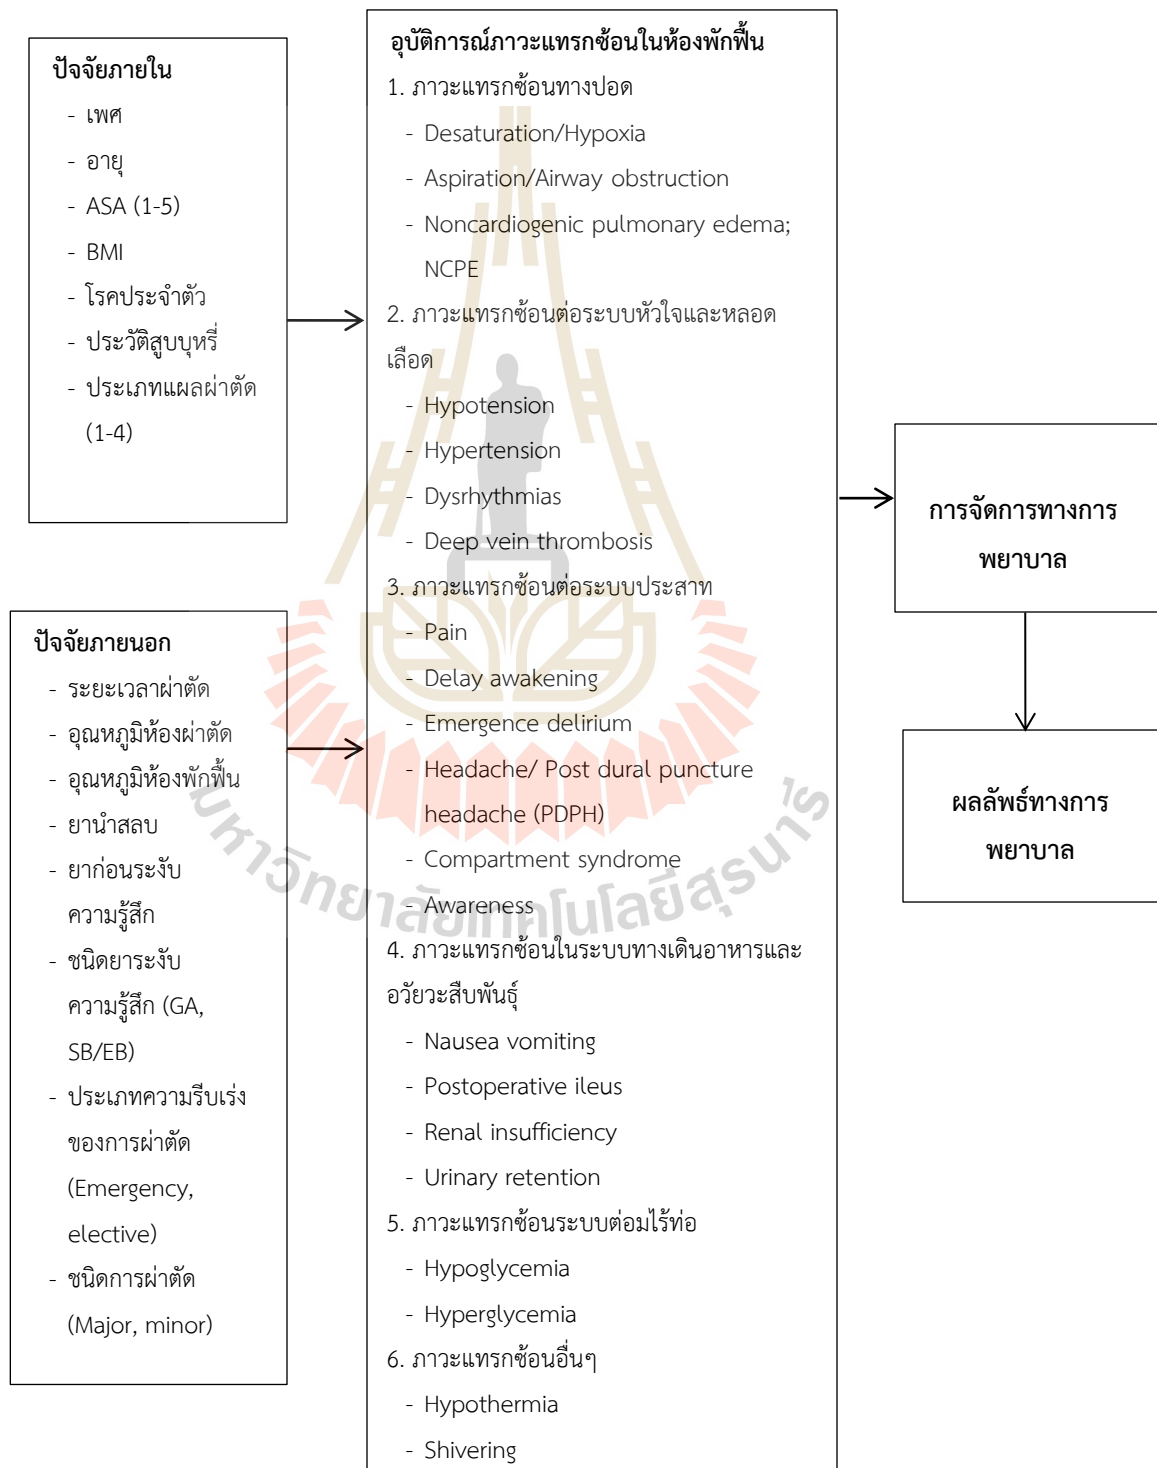 ปัจจัยภายใน
- เพศ
- อายุ
- ASA (1-5)
- BMI
- โรคประจำตัว
- ประวัติสูบบุหรี่
- ประเภทแผลผ่าตัด
(1-4)
ปัจจัยภายนอก
- ระยะเวลาผ่าตัด
- อุณหภูมิห้องผ่าตัด
- อุณหภูมิห้องพักฟื้น
- ยานำสลบ
- ยาก่อนระงับ
ความรู้สึก
- ชนิดยาระงับ
ความรู้สึก (GA,
SB/EB)
- ประเภทความรีบเร่ง
ของการผ่าตัด
(Emergency,
elective)
- ชนิดการผ่าตัด
(Major, minor)
อุบัติการณ์ภาวะแทรกซ้อนในห้องพักฟื้น
1. ภาวะแทรกซ้อนทางปอด
- Desaturation/Hypoxia
- Aspiration/Airway obstruction
- Noncardiogenic pulmonary edema;
NCPE
2. ภาวะแทรกซ้อนต่อระบบหัวใจและหลอด
เลือด
- Hypotension
- Hypertension
- Dysrhythmias
- Deep vein thrombosis
3. ภาวะแทรกซ้อนต่อระบบประสาท
- Pain
- Delay awakening
- Emergence delirium
- Headache/ Post dural puncture
headache (PDPH)
- Compartment syndrome
- Awareness
4. ภาวะแทรกซ้อนในระบบทางเดินอาหารและ
อวัยวะสืบพันธุ์
- Nausea vomiting
- Postoperative ileus
- Renal insufficiency
- Urinary retention
5. ภาวะแทรกซ้อนระบบต่อมไร้ท่อ
- Hypoglycemia
- Hyperglycemia
6. ภาวะแทรกซ้อนอื่นๆ
- Hypothermia
- Shivering
การจัดการทางการ
พยาบาล
ผลลัพธ์ทางการ
พยาบาล
มหาวิทยาลัยเทคโนโลยีสุรนารี